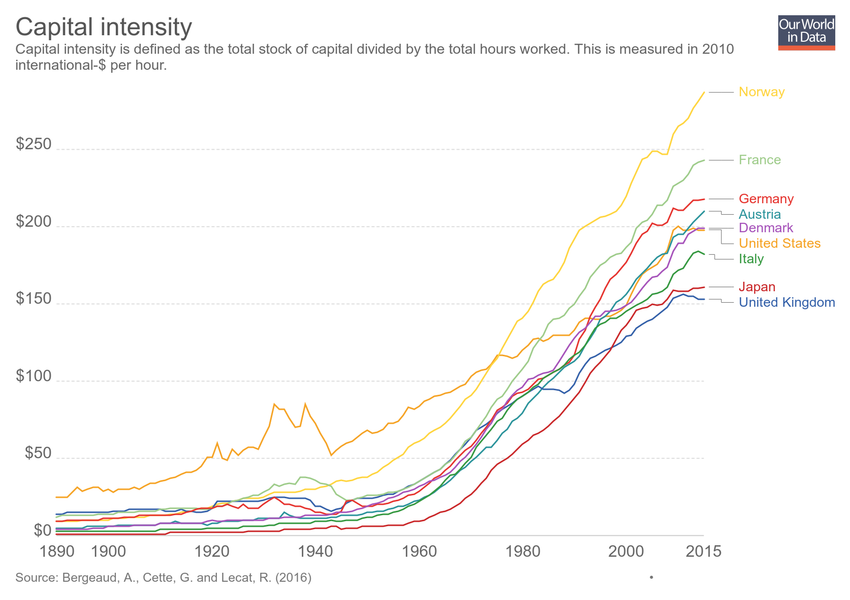 Capital intensity
Our World
in Data
Capital intensity is defined as the total stock of capital divided by the total hours worked. This is measured in 2010
international-$ per hour.
Norway
$250
France
Germany
$200
Austria
Denmark
United States
Italy
$150
Japan
United Kingdom
$100
$50
$0
1890 1900 1920 1940 1960 1980 2000 2015
Source: Bergeaud, A., Cette, G. and Lecat, R. (2016)
•